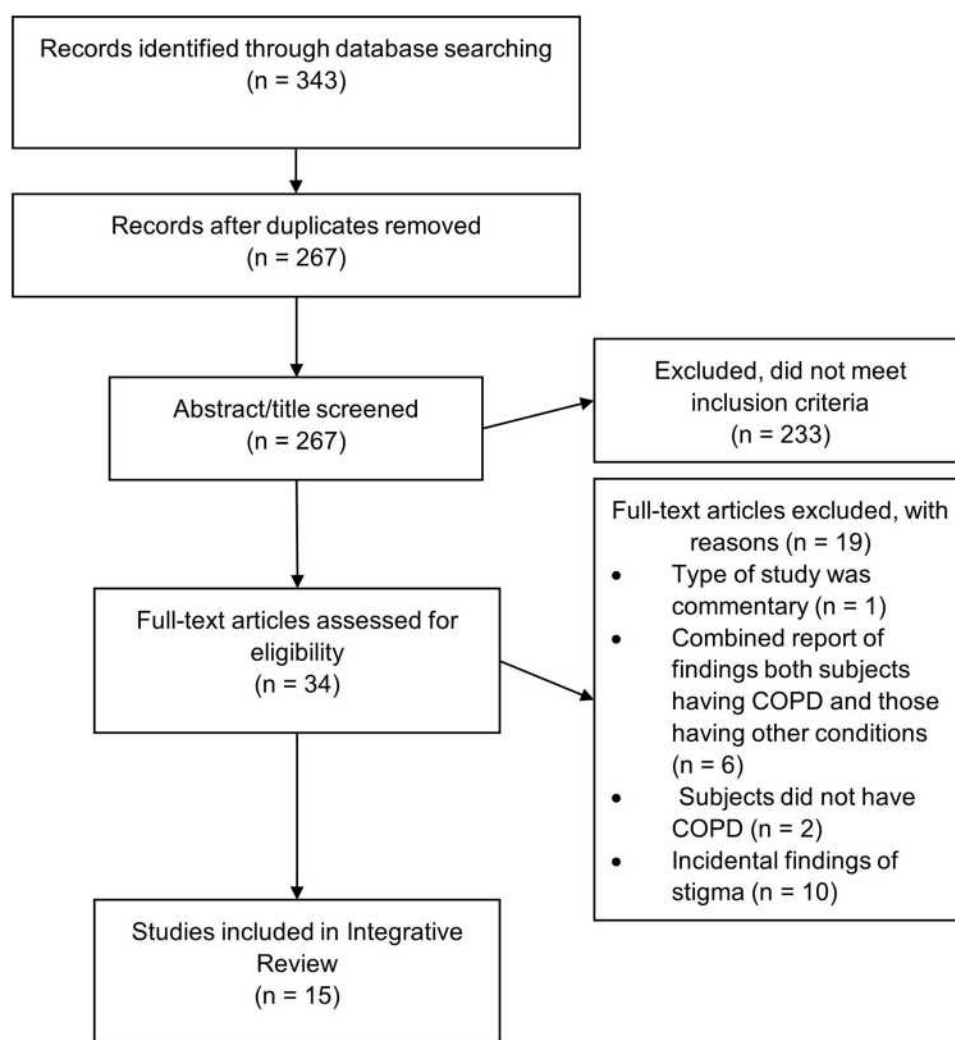 Records identified through database searching
(n = 343)
Records after duplicates removed
(n = 267)
Abstract/title screened
(n = 267)
Excluded, did not meet
inclusion criteria
(n = 233)
Full-text articles assessed for
eligibility
(n = 34)
Full-text articles excluded, with
reasons (n = 19)
• Type of study was
commentary (n = 1)
• Combined report of
findings both subjects
having COPD and those
having other conditions
(n = 6)
• Subjects did not have
COPD (n = 2)
• Incidental findings of
stigma (n = 10)
Studies included in Integrative
Review
(n = 15)